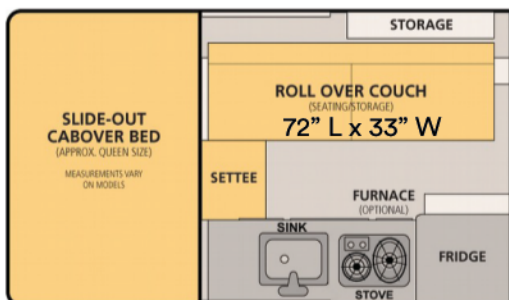 STORAGE
ROLL OVER COUCH
(SEATING/STORAGE)
72” L x 33” W
SLIDE-OUT
CABOVER BED
(APPROX. QUEEN SIZE)
MEASUREMENTS VARY
ON MODELS
SETTEE
FURNACE
(OPTIONAL)
SINK
FRIDGE
STOVE